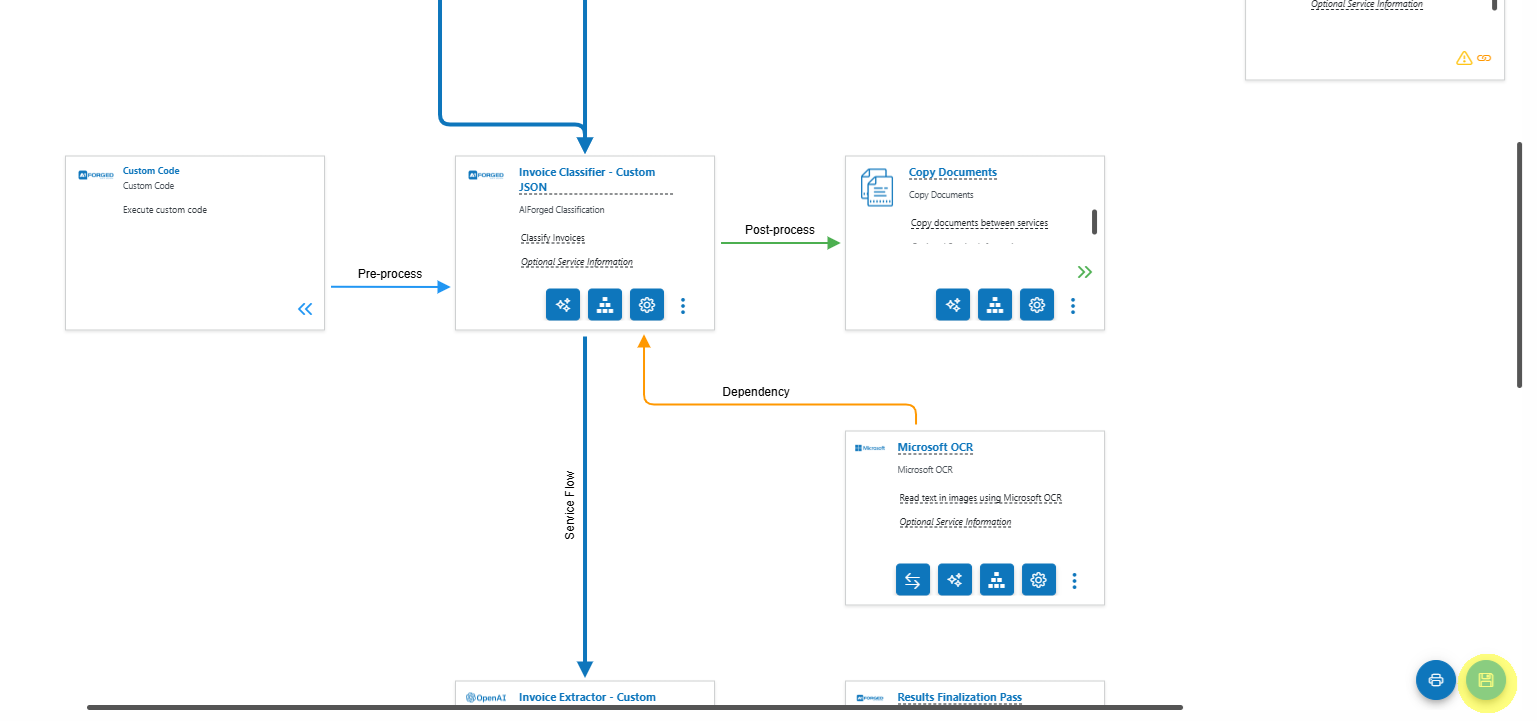 Optional Service Information
AIFORGED
Custom Code
Custom Code
Execute custom code
Pre-process
AIFORGED
Invoice Classifier - Custom
JSON
AIForged Classification
Classify Invoices
Optional Service Information
Post-process
Copy Documents
Copy Documents
Copy documents between services
Dependency
Service Flow
Microsoft
Microsoft OCR
Microsoft OCR
Read text in images using Microsoft OCR
Optional Service Information
OpenAI
Invoice Extractor - Custom
AIFORGED
Results Finalization Pass